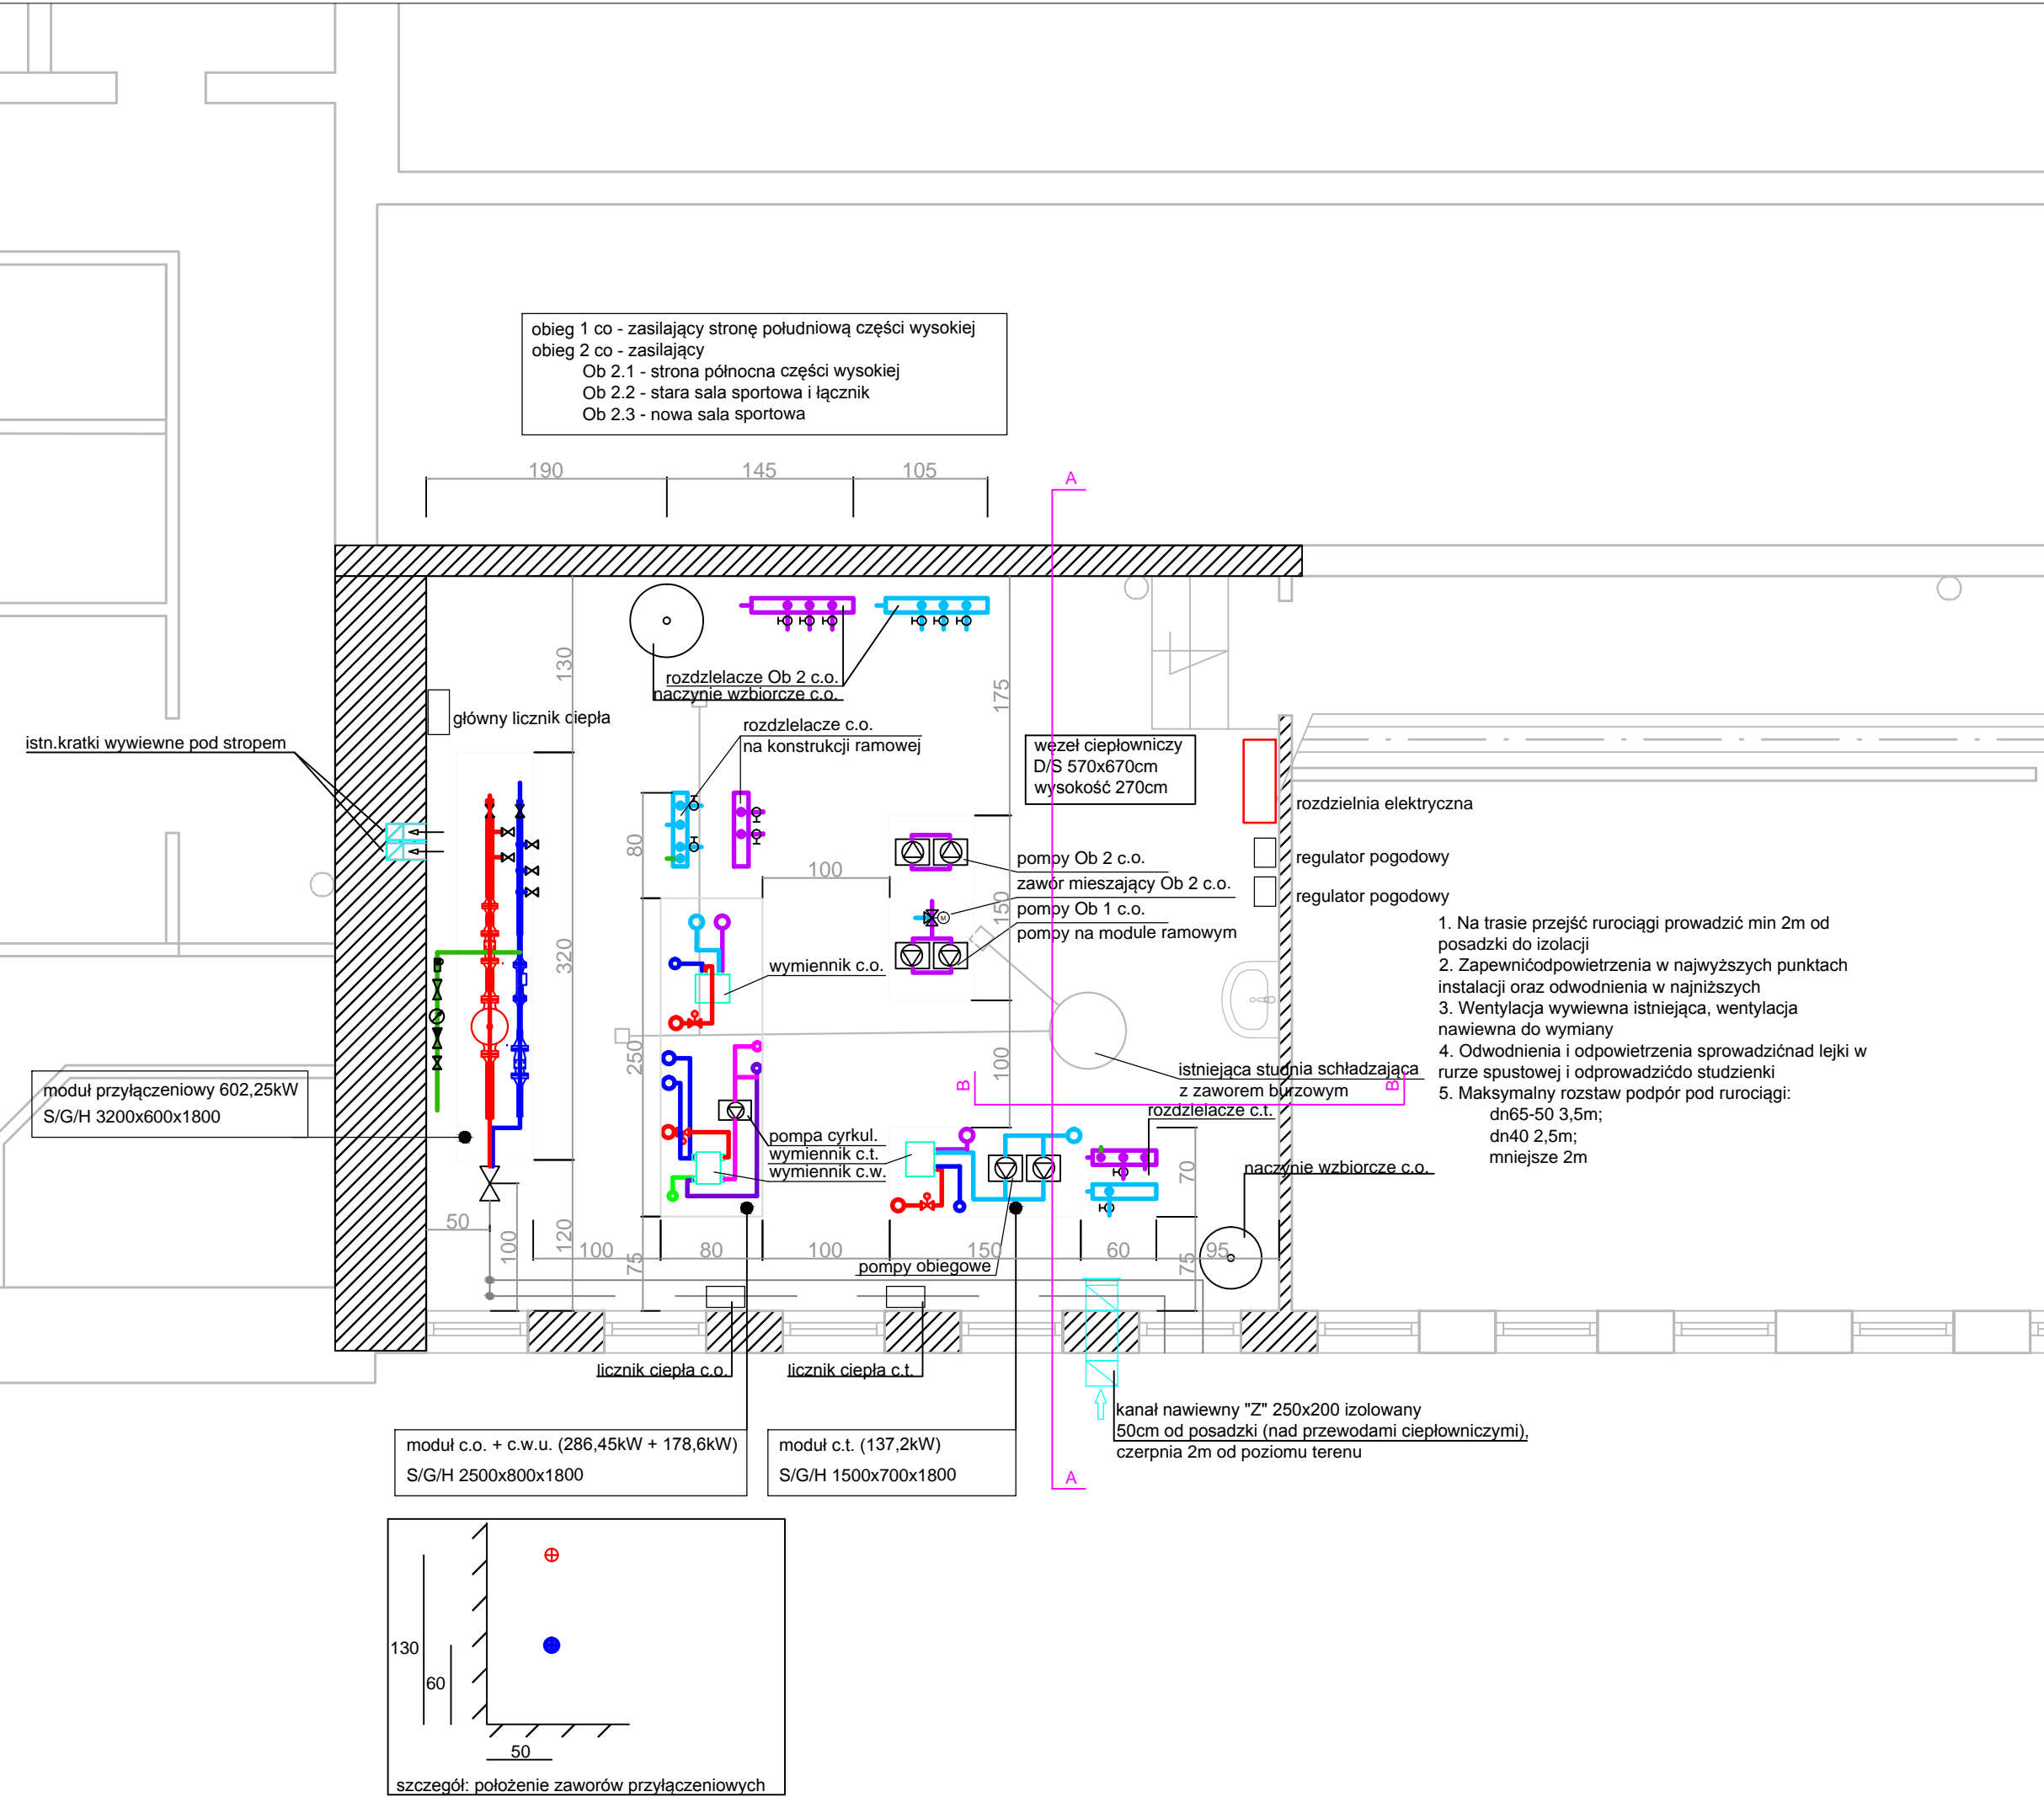 obieg 1 co - zasilający stronę południową części wysokiej
obieg 2 co - zasilający
Ob 2.1 - strona północna części wysokiej
Ob 2.2 - stara sala sportowa i łącznik
Ob 2.3 - nowa sala sportowa
190
145
105
A
130
175
rozdzlelacze Ob 2 c.o.
naczynie wzbiorcze c.o.
główny licznik ciepła
istn.kratki wywiewne pod stropem
rozdzlelacze c.o.
na konstrukcji ramowej
węzeł ciepłowniczy
D/S 570x670cm
wysokość 270cm
rozdzielnia elektryczna
regulator pogodowy
regulator pogodowy
80
100
pompy Ob 2 c.o.
zawór mieszający Ob 2 c.o.
pompy Ob 1 c.o.
pompy na module ramowym
M
150
320
wymiennik c.o.
250
100
1. Na trasie przejść rurociągi prowadzić min 2m od
posadzki do izolacji
2. Zapewnićodpowietrzenia w najwyższych punktach
instalacji oraz odwodnienia w najniższych
3. Wentylacja wywiewna istniejąca, wentylacja
nawiewna do wymiany
4. Odwodnienia i odpowietrzenia sprowadzićnad lejki w
rurze spustowej i odprowadzićdo studzienki
5. Maksymalny rozstaw podpór pod rurociągi:
dn65-50 3,5m;
dn40 2,5m;
mniejsze 2m
istniejąca studnia schładzająca
z zaworem burzowym
B
B
rozdzlelacze c.t.
moduł przyłączeniowy 602,25kW
S/G/H 3200x600x1800
pompa cyrkul.
wymiennik c.t.
wymiennik c.w.
naczynie wzbiorcze c.o.
70
50
100
120
75
100
80
100
150
60
95
75
pompy obiegowe
licznik ciepła c.o.
licznik ciepła c.t.
kanał nawiewny "Z" 250x200 izolowany
50cm od posadzki (nad przewodami ciepłowniczymi),
czerpnia 2m od poziomu terenu
moduł c.o. + c.w.u. (286,45kW + 178,6kW)
S/G/H 2500x800x1800
moduł c.t. (137,2kW)
S/G/H 1500x700x1800
A
130
60
50
szczegół: położenie zaworów przyłączeniowych